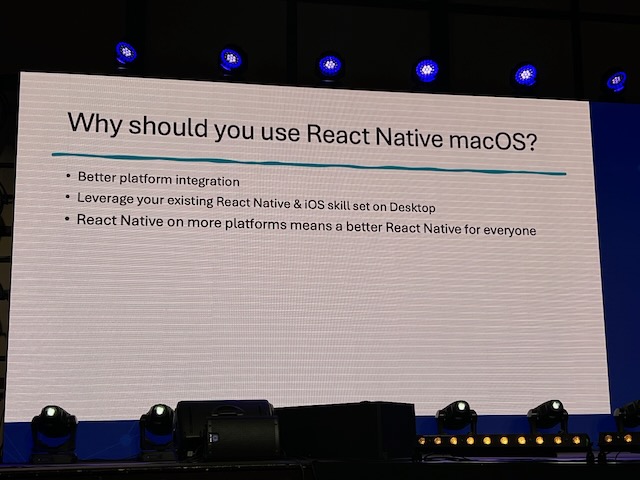 Why should you use React Native macOS?
• Better platform integration
• Leverage your existing React Native & iOS skill set on Desktop
• React Native on more platforms means a better React Native for everyone